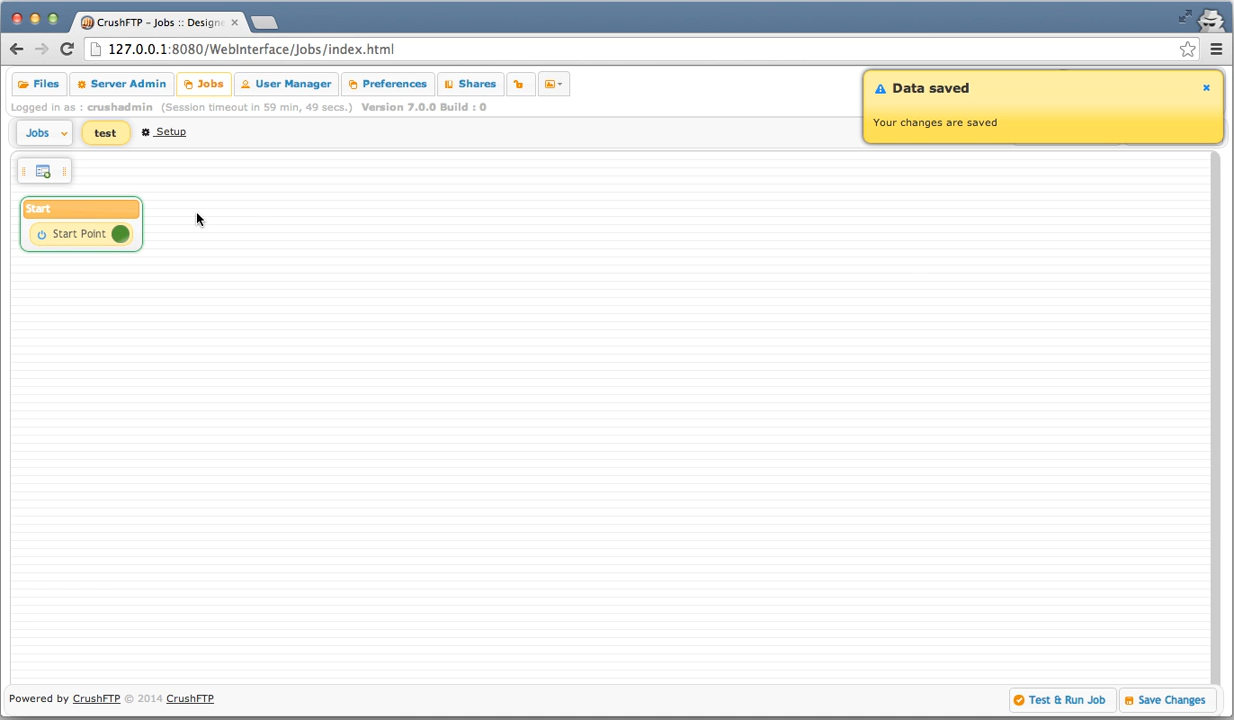 CrushFTP – Jobs :: Designe
127.0.0.1:8080/WebInterface/Jobs/index.html
Files Server Admin Jobs User Manager Preferences Shares
Logged in as : crushadmin (Session timeout in 59 min, 49 secs.) Version 7.0.0 Build : 0
Data saved
Your changes are saved
Jobs test Setup
Start
Start Point
Powered by CrushFTP © 2014 CrushFTP
Test & Run Job Save Changes